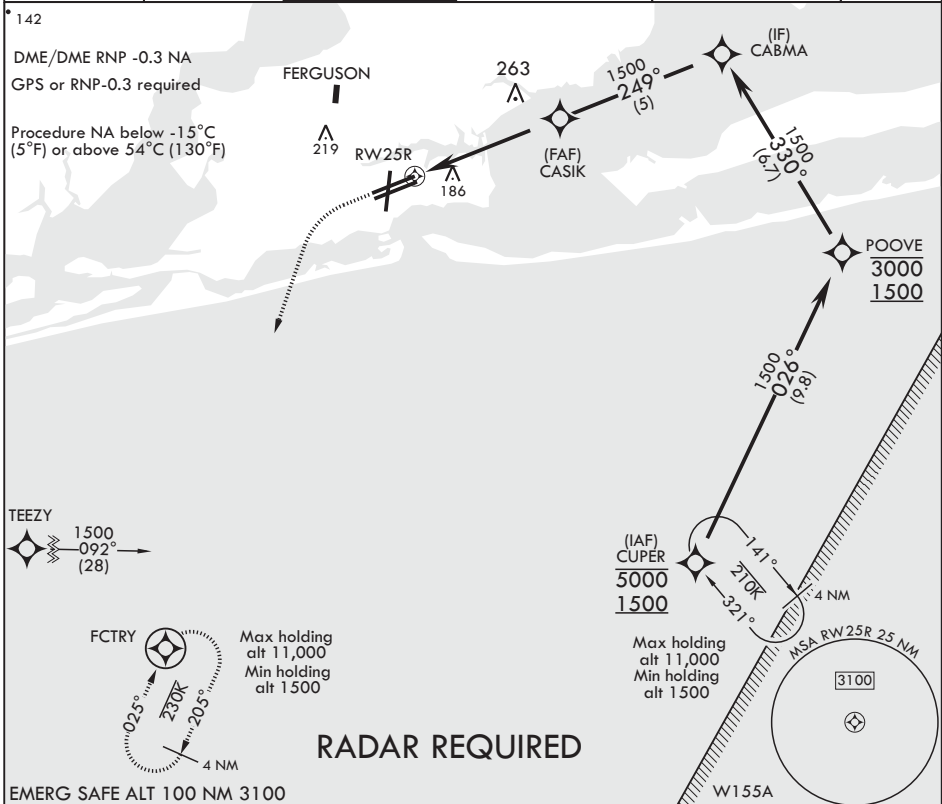 142
DME/DME RNP -0.3 NA
GPS or RNP-0.3 required
Procedure NA below -15°C
(5°F) or above 54°C (130°F)
FERGUSON
219
263
RW25R
186
(FAF)
CASIK
1500
249°
(5)
(IF)
CABMA
1500
330°
(6.7)
POOVE
3000
1500
1500
026°
(9.8)
TEEZY
1500
092°
(28)
(IAF)
CUPER
5000
1500
141°
210K
321°
4 NM
Max holding
alt 11,000
Min holding
alt 1500
FCTRY
025°
230K
205°
4 NM
Max holding
alt 11,000
Min holding
alt 1500
MSA RW25R 25 NM
3100
RADAR REQUIRED
W155A
EMERG SAFE ALT 100 NM 3100